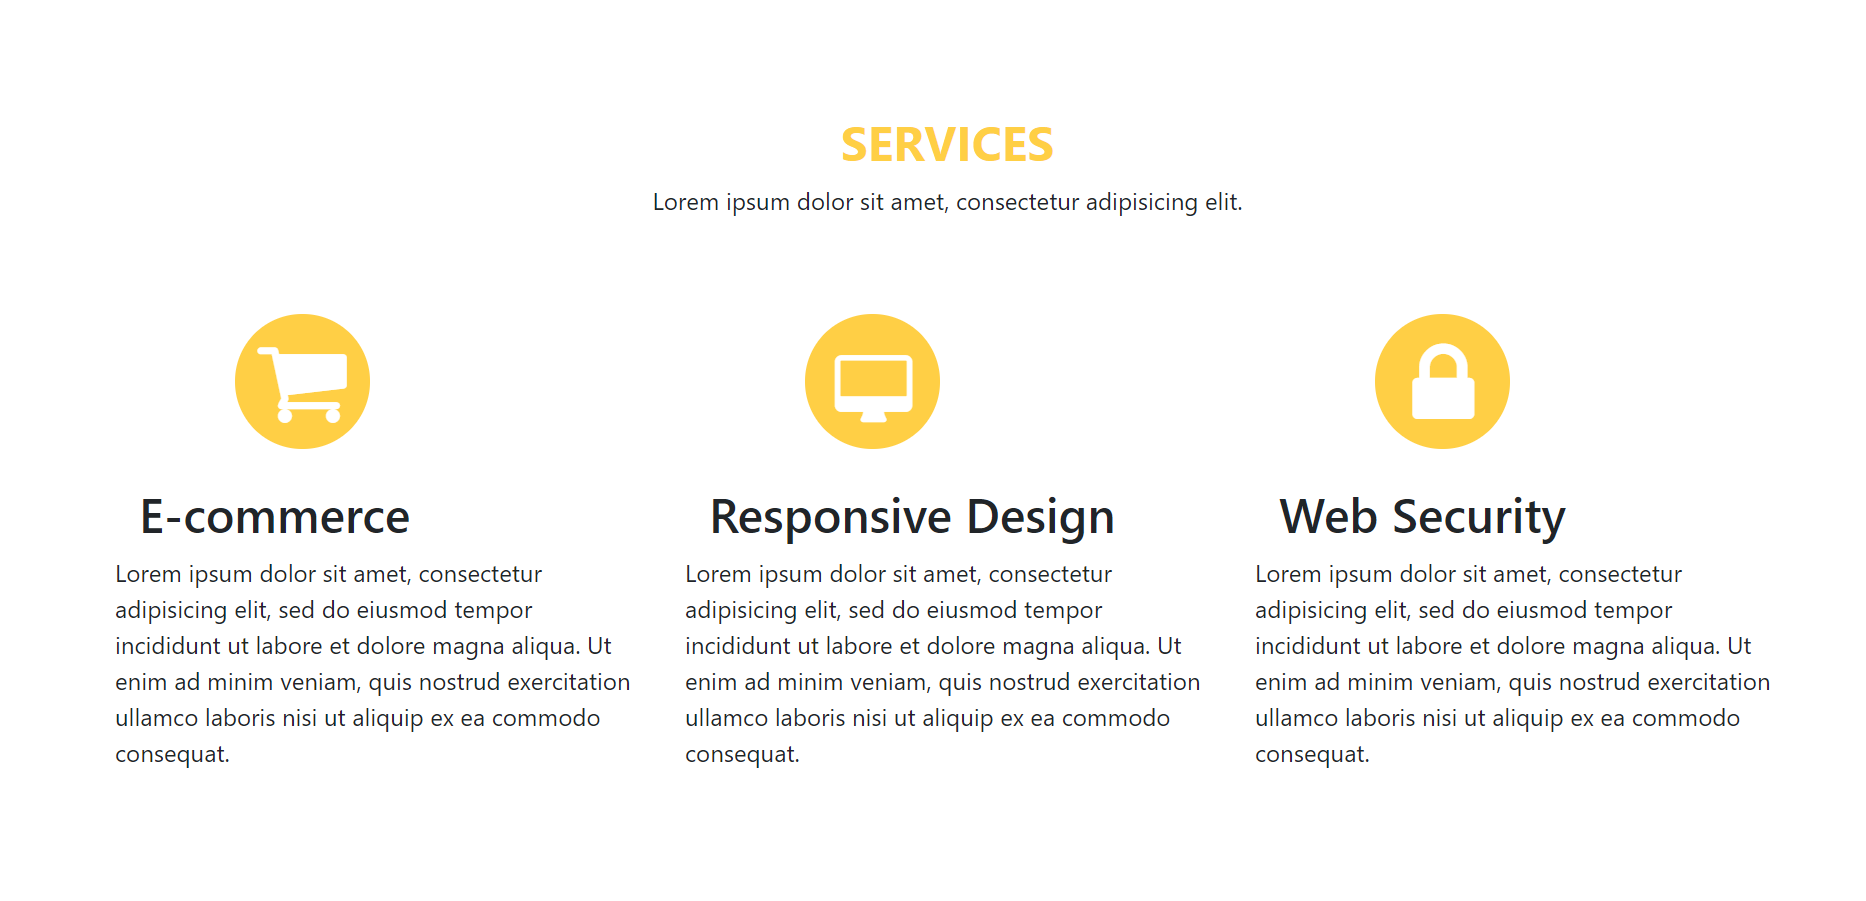 SERVICES
Lorem ipsum dolor sit amet, consectetur adipisicing elit.
E-commerce
Lorem ipsum dolor sit amet, consectetur
adipisicing elit, sed do eiusmod tempor
incididunt ut labore et dolore magna aliqua. Ut
enim ad minim veniam, quis nostrud exercitation
ullamco laboris nisi ut aliquip ex ea commodo
consequat.
Responsive Design
Lorem ipsum dolor sit amet, consectetur
adipisicing elit, sed do eiusmod tempor
incididunt ut labore et dolore magna aliqua. Ut
enim ad minim veniam, quis nostrud exercitation
ullamco laboris nisi ut aliquip ex ea commodo
consequat.
Web Security
Lorem ipsum dolor sit amet, consectetur
adipisicing elit, sed do eiusmod tempor
incididunt ut labore et dolore magna aliqua. Ut
enim ad minim veniam, quis nostrud exercitation
ullamco laboris nisi ut aliquip ex ea commodo
consequat.